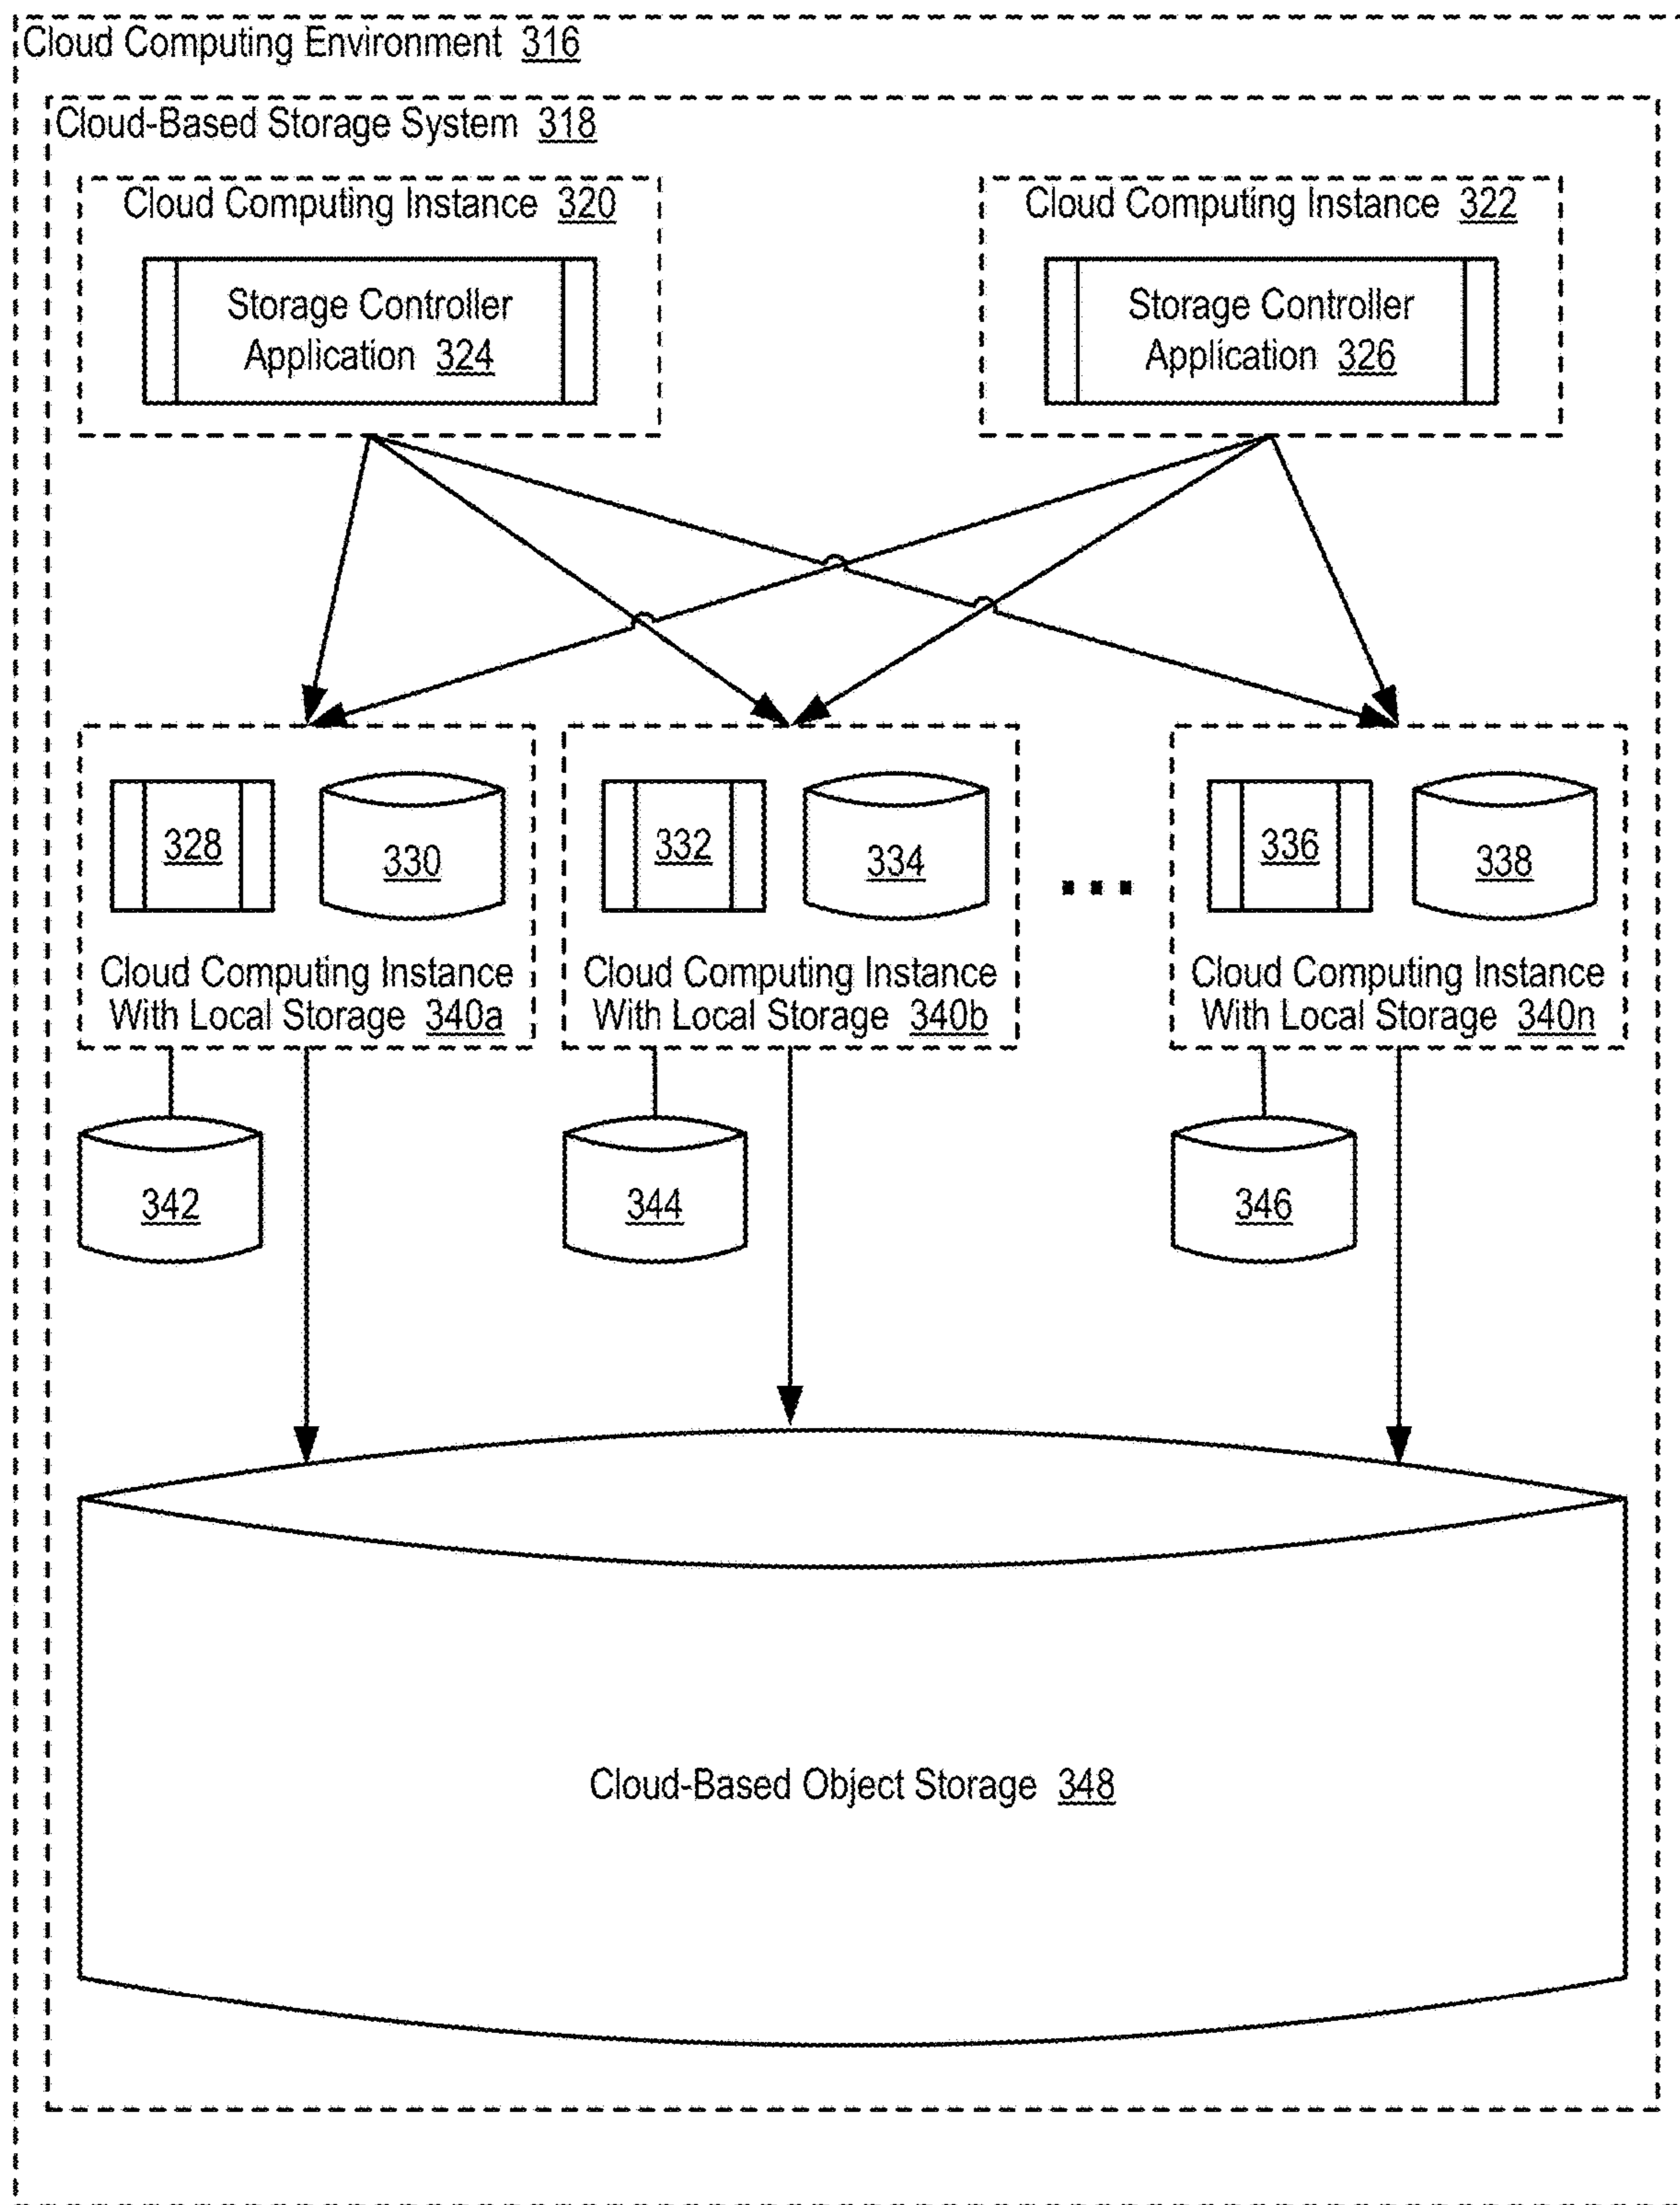 Cloud Computing Environment 316
Cloud-Based Storage System 318
Cloud Computing Instance 320
Storage Controller
Application 324
Cloud Computing Instance 322
Storage Controller
Application 326
328
330
Cloud Computing Instance
With Local Storage 340a
332
334
Cloud Computing Instance
With Local Storage 340b
...
336
338
Cloud Computing Instance
With Local Storage 340n
342
344
346
Cloud-Based Object Storage 348